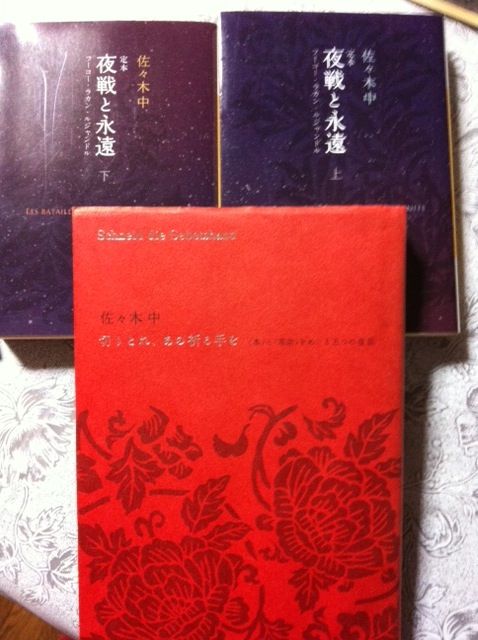 佐々木中
定本
夜戦と永遠
フーコー・ラカン・ルジャンドル
下
LES BATAIL
佐々木中
定本
夜戦と永遠
フーコー・ラカン・ルジャンドル
上
Schneid die Gebetshand
佐々木中
切りとれ、あの祈る手を 〈本〉と〈革命〉をめぐる五つの夜話